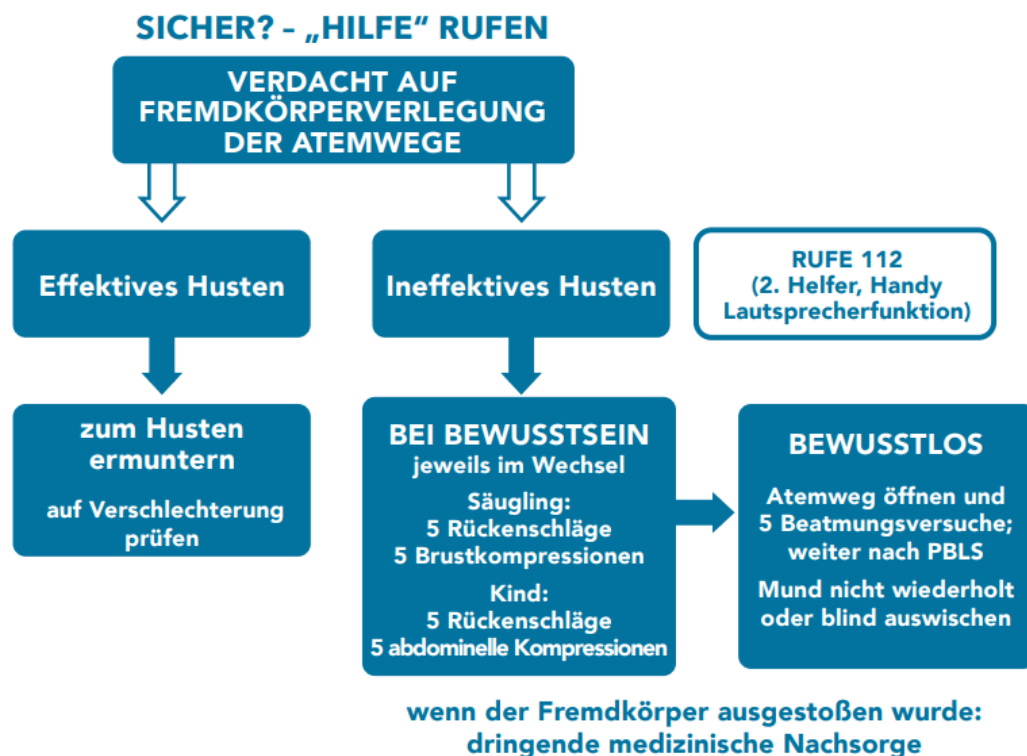 SICHER? – „HILFE“ RUFEN
VERDACHT AUF
FREMDKÖRPERVERLEGUNG
DER ATEMWEGE
Effektives Husten
Ineffektives Husten
RUFE 112
(2. Helfer, Handy
Lautsprecherfunktion)
zum Husten
ermuntern
auf Verschlechterung
prüfen
BEI BEWUSSTSEIN
jeweils im Wechsel
Säugling:
5 Rückenschläge
5 Brustkompressionen
Kind:
5 Rückenschläge
5 abdominelle Kompressionen
BEWUSSTLOS
Atemweg öffnen und
5 Beatmungsversuche;
weiter nach PBLS
Mund nicht wiederholt
oder blind auswischen
wenn der Fremdkörper ausgestoßen wurde:
dringende medizinische Nachsorge